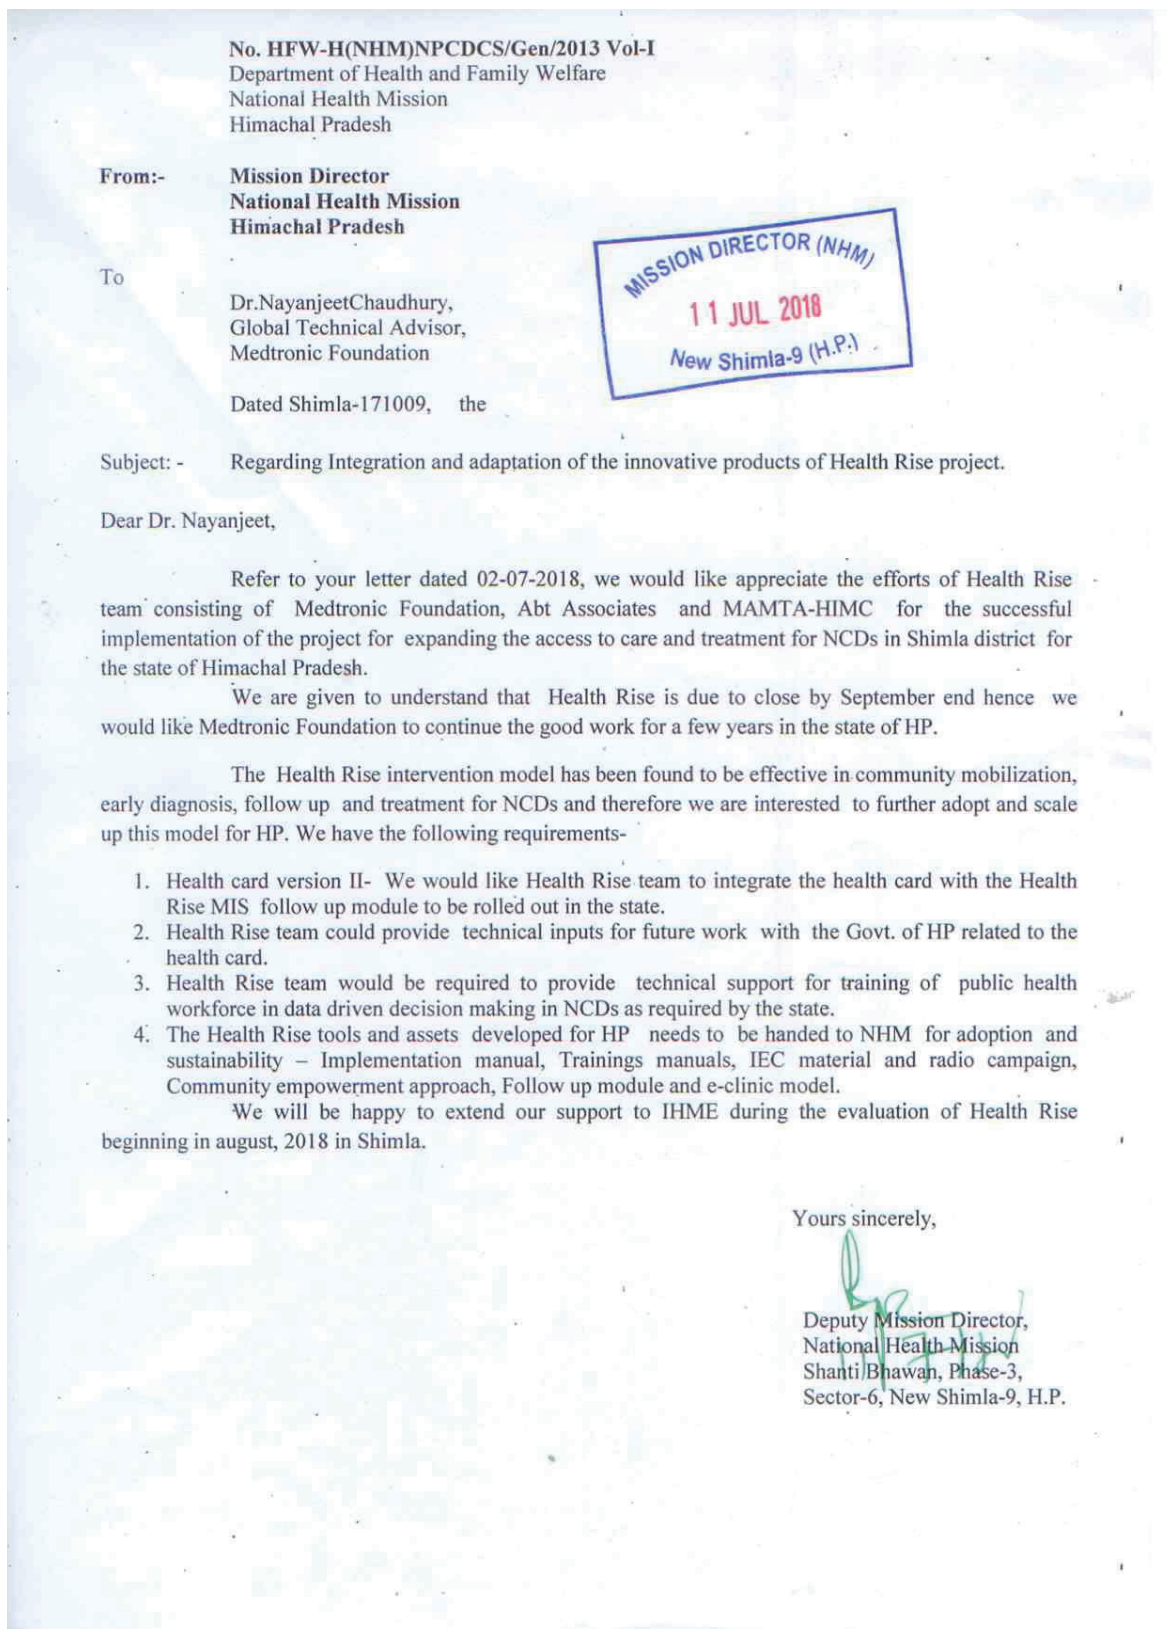 No. HFW-H(NHM)NPCDCS/Gen/2013 Vol-I
Department of Health and Family Welfare
National Health Mission
Himachal Pradesh
From:- Mission Director
National Health Mission
Himachal Pradesh
MISSION DIRECTOR (NHM)
11 JUL 2018
New Shimla-9 (H.P.)
To
Dr.NayanjeetChaudhury,
Global Technical Advisor,
Medtronic Foundation
Dated Shimla-171009, the
Subject: - Regarding Integration and adaptation of the innovative products of Health Rise project.
Dear Dr. Nayanjeet,
Refer to your letter dated 02-07-2018, we would like appreciate the efforts of Health Rise
team consisting of Medtronic Foundation, Abt Associates and MAMTA-HIMC for the successful
implementation of the project for expanding the access to care and treatment for NCDs in Shimla district for
the state of Himachal Pradesh.
We are given to understand that Health Rise is due to close by September end hence we
would like Medtronic Foundation to continue the good work for a few years in the state of HP.
The Health Rise intervention model has been found to be effective in community mobilization,
early diagnosis, follow up and treatment for NCDs and therefore we are interested to further adopt and scale
up this model for HP. We have the following requirements-
1. Health card version II- We would like Health Rise team to integrate the health card with the Health
Rise MIS follow up module to be rolled out in the state.
2. Health Rise team could provide technical inputs for future work with the Govt. of HP related to the
health card.
3. Health Rise team would be required to provide technical support for training of public health
workforce in data driven decision making in NCDs as required by the state.
4. The Health Rise tools and assets developed for HP needs to be handed to NHM for adoption and
sustainability – Implementation manual, Trainings manuals, IEC material and radio campaign,
Community empowerment approach, Follow up module and e-clinic model.
We will be happy to extend our support to IHME during the evaluation of Health Rise
beginning in august, 2018 in Shimla.
Yours sincerely,
Deputy Mission Director,
National Health Mission
Shanti Bhawan, Phase-3,
Sector-6, New Shimla-9, H.P.